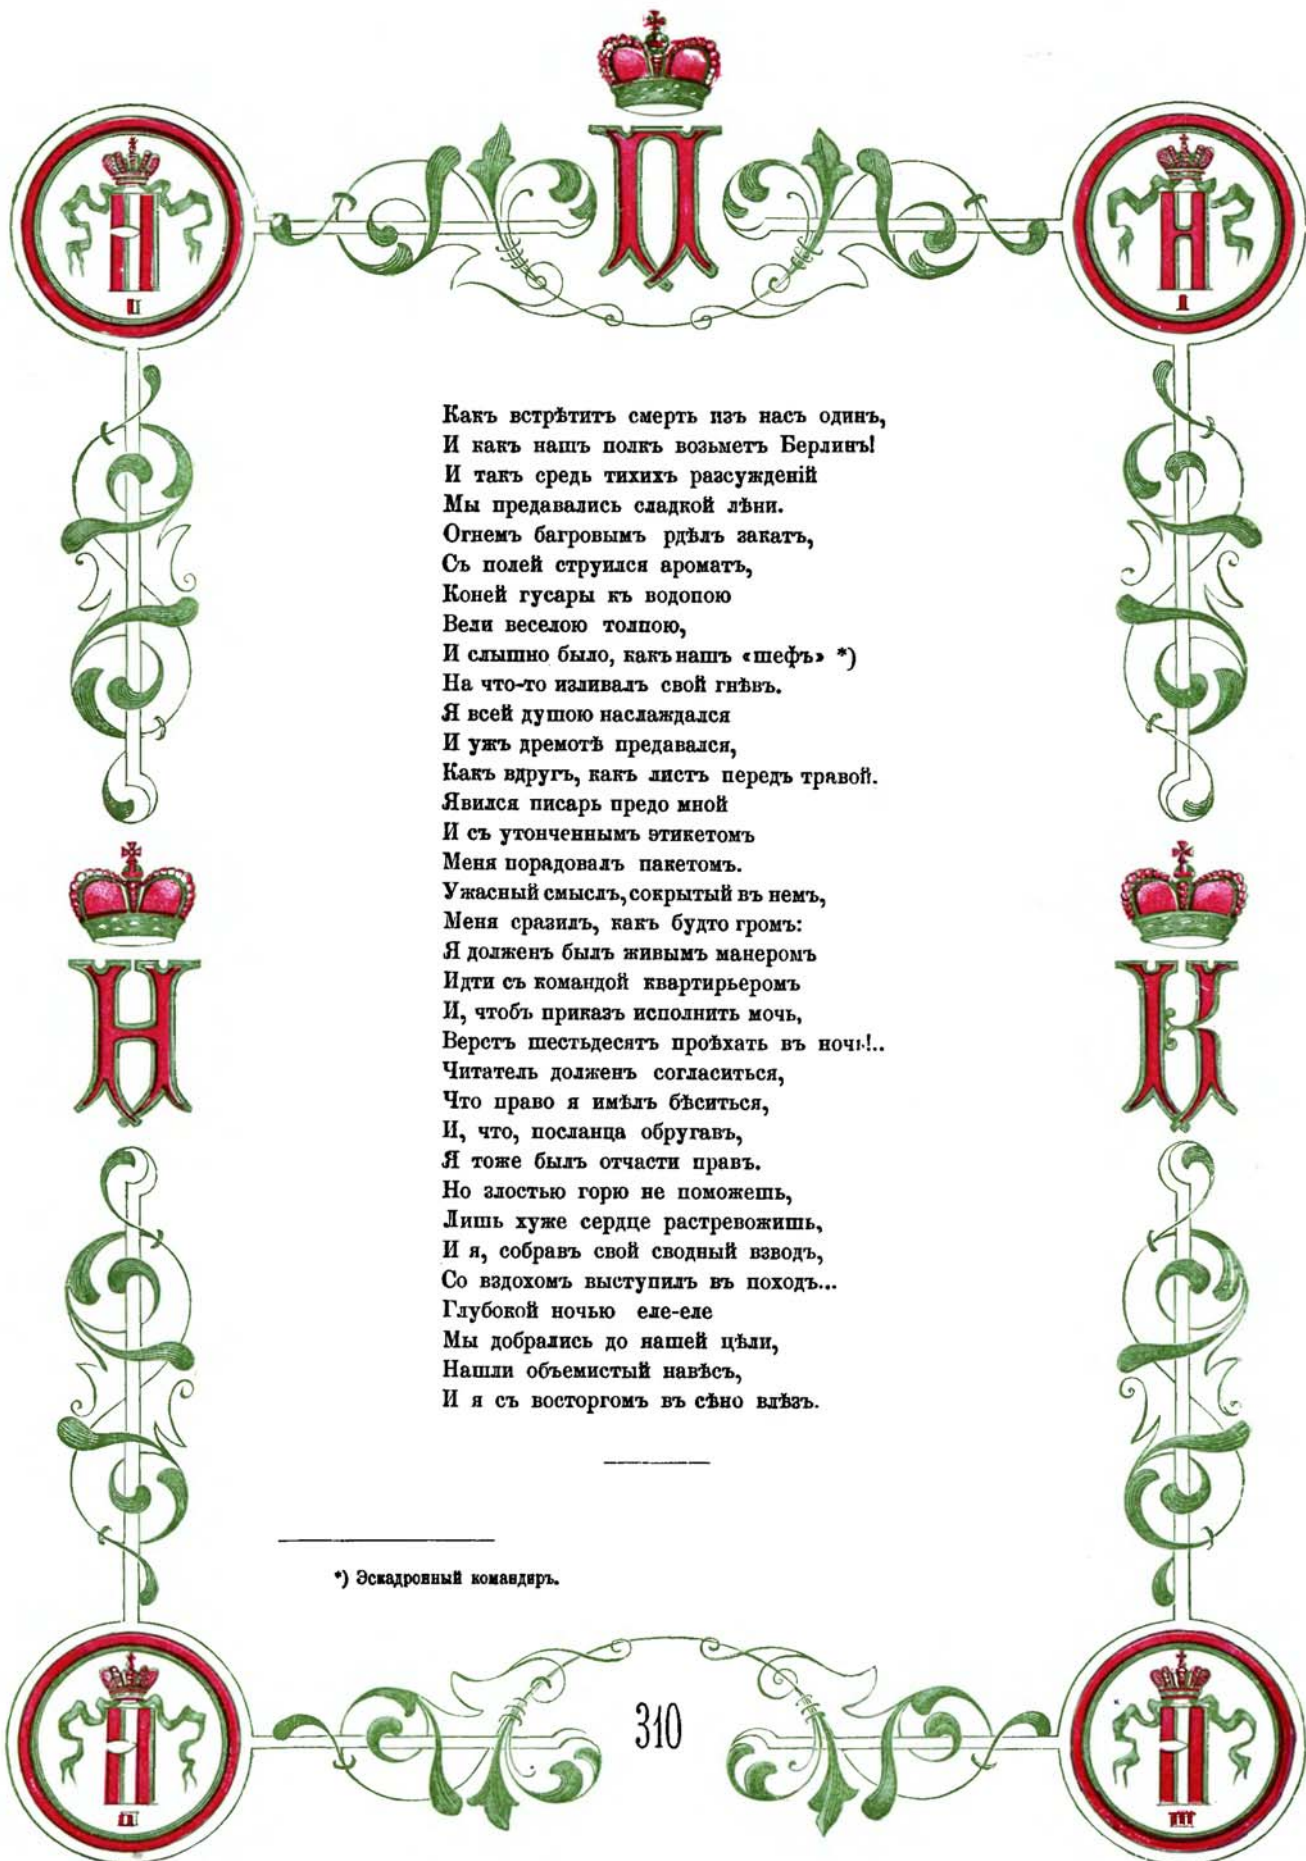 П
II
Н
I
Какъ встрѣтитъ смерть изъ насъ одинъ,
И какъ нашъ полкъ возьметъ Берлинъ!
И такъ средь тихихъ разсужденій
Мы предавались сладкой лѣни.
Огнемъ багровымъ рдѣлъ закатъ,
Съ полей струился ароматъ,
Коней гусары къ водопою
Вели веселою толпою,
И слышно было, какъ нашъ «шефъ» *)
На что-то изливалъ свой гнѣвъ.
Я всей душою наслаждался
И ужъ дремотѣ предавался,
Какъ вдругъ, какъ листъ передъ травой.
Явился писарь предо мной
И съ утонченнымъ этикетомъ
Меня порадовалъ пакетомъ.
Ужасный смыслъ, сокрытый въ немъ,
Меня сразилъ, какъ будто громъ:
Я долженъ былъ живымъ манеромъ
Идти съ командой квартирьеромъ
И, чтобъ приказъ исполнить мочь,
Верстъ шестьдесятъ проѣхать въ ночь!..
Читатель долженъ согласиться,
Что право я имѣлъ бѣситься,
И, что, посланца обругавъ,
Я тоже былъ отчасти правъ.
Но злостью горю не поможешь,
Лишь хуже сердце растревожишь,
И я, собравъ свой сводный взводъ,
Со вздохомъ выступилъ въ походъ...
Глубокой ночью еле-еле
Мы добрались до нашей цѣли,
Нашли объемистый навѣсъ,
И я съ восторгомъ въ сѣно влѣзъ.
Н
К
*) Эскадронный командиръ.
310
III